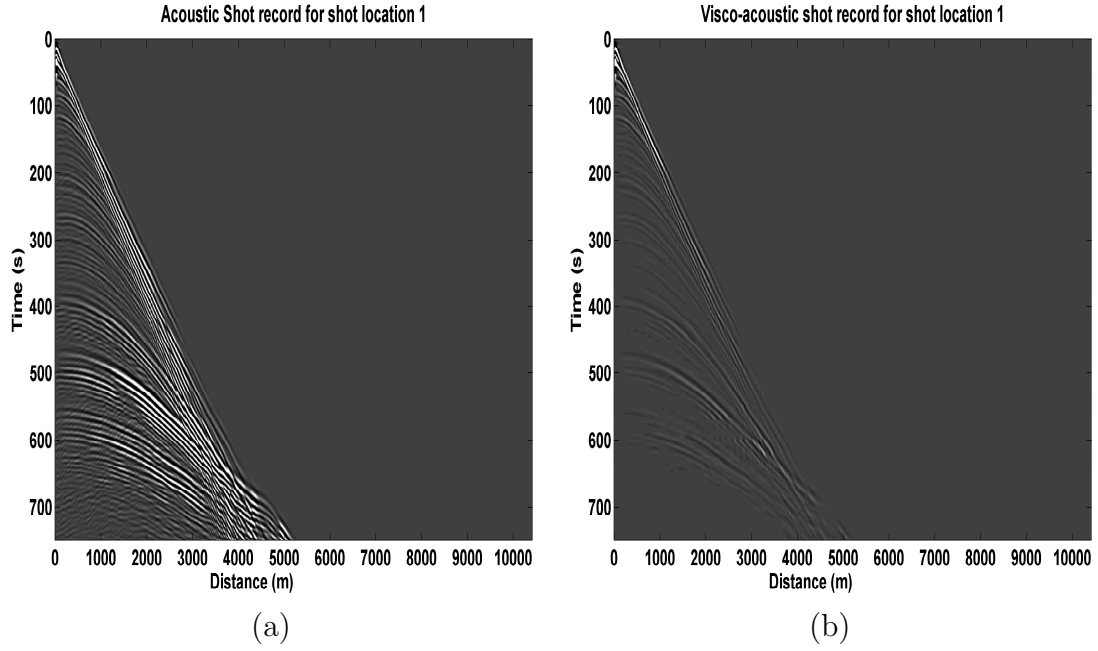 Acoustic Shot record for shot location 1
Time (s)
0
100
200
300
400
500
600
700
0 1000 2000 3000 4000 5000 6000 7000 8000 9000 10000
Distance (m)
(a)
Visco-acoustic shot record for shot location 1
Time (s)
0
100
200
300
400
500
600
700
0 1000 2000 3000 4000 5000 6000 7000 8000 9000 10000
Distance (m)
(b)